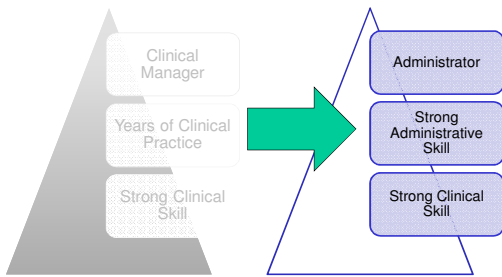 Clinical
Manager
Years of Clinical
Practice
Strong Clinical
Skill
Administrator
Strong
Administrative
Skill
Strong Clinical
Skill